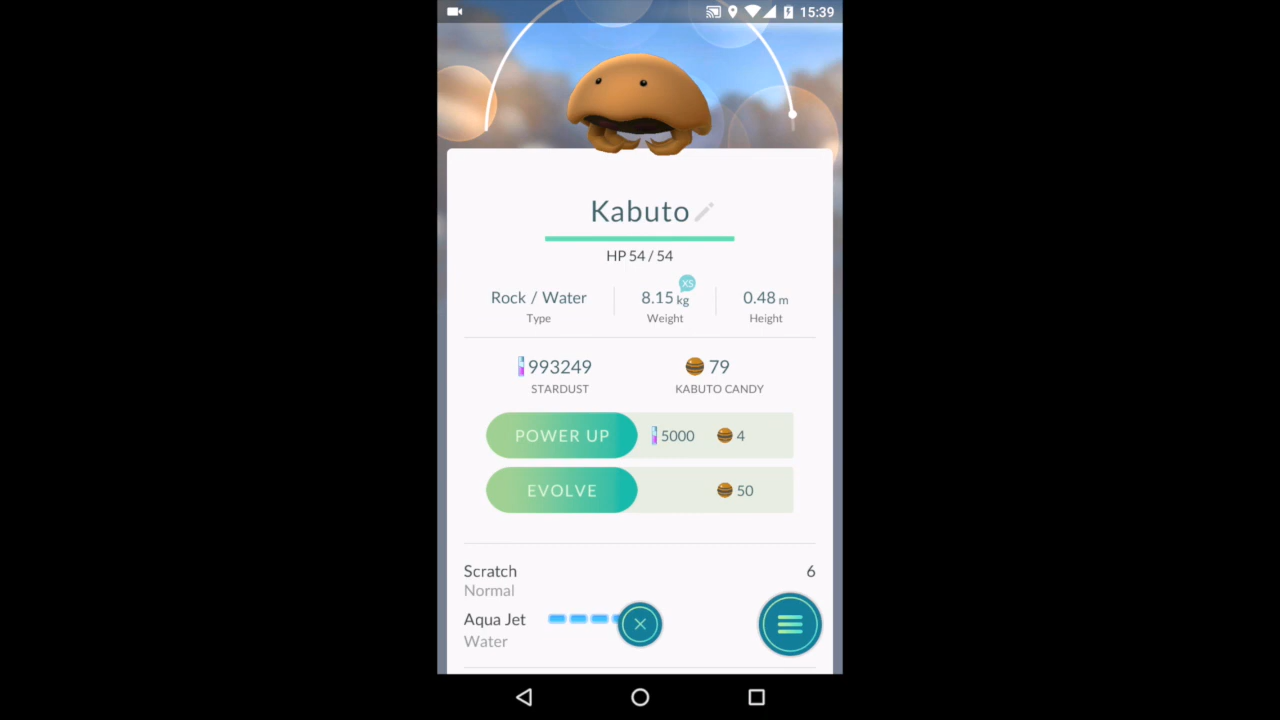 15:39
Kabuto
HP 54 / 54
XS
Rock / Water 8.15 kg 0.48 m
Type Weight Height
993249 79
STARDUST KABUTO CANDY
POWER UP 5000 4
EVOLVE 50
Scratch 6
Normal
Aqua Jet
Water